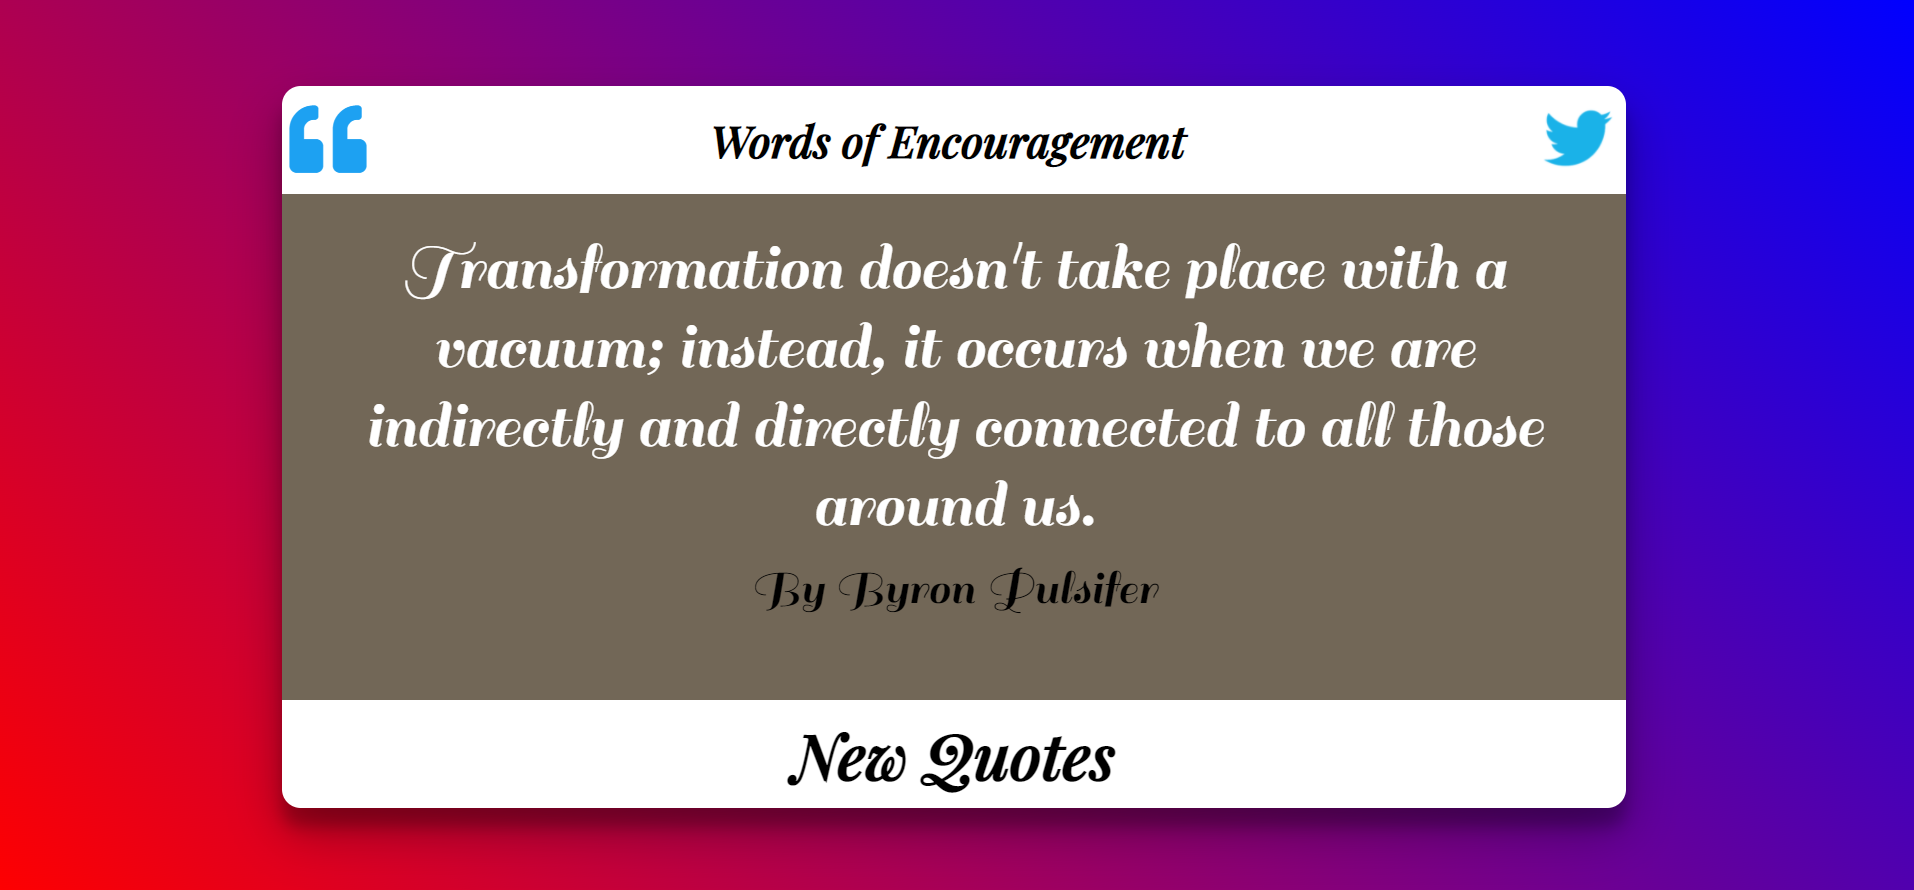 Words of Encouragement
Transformation doesn't take place with a
vacuum; instead, it occurs when we are
indirectly and directly connected to all those
around us.
By Byron Pulsifer
New Quotes